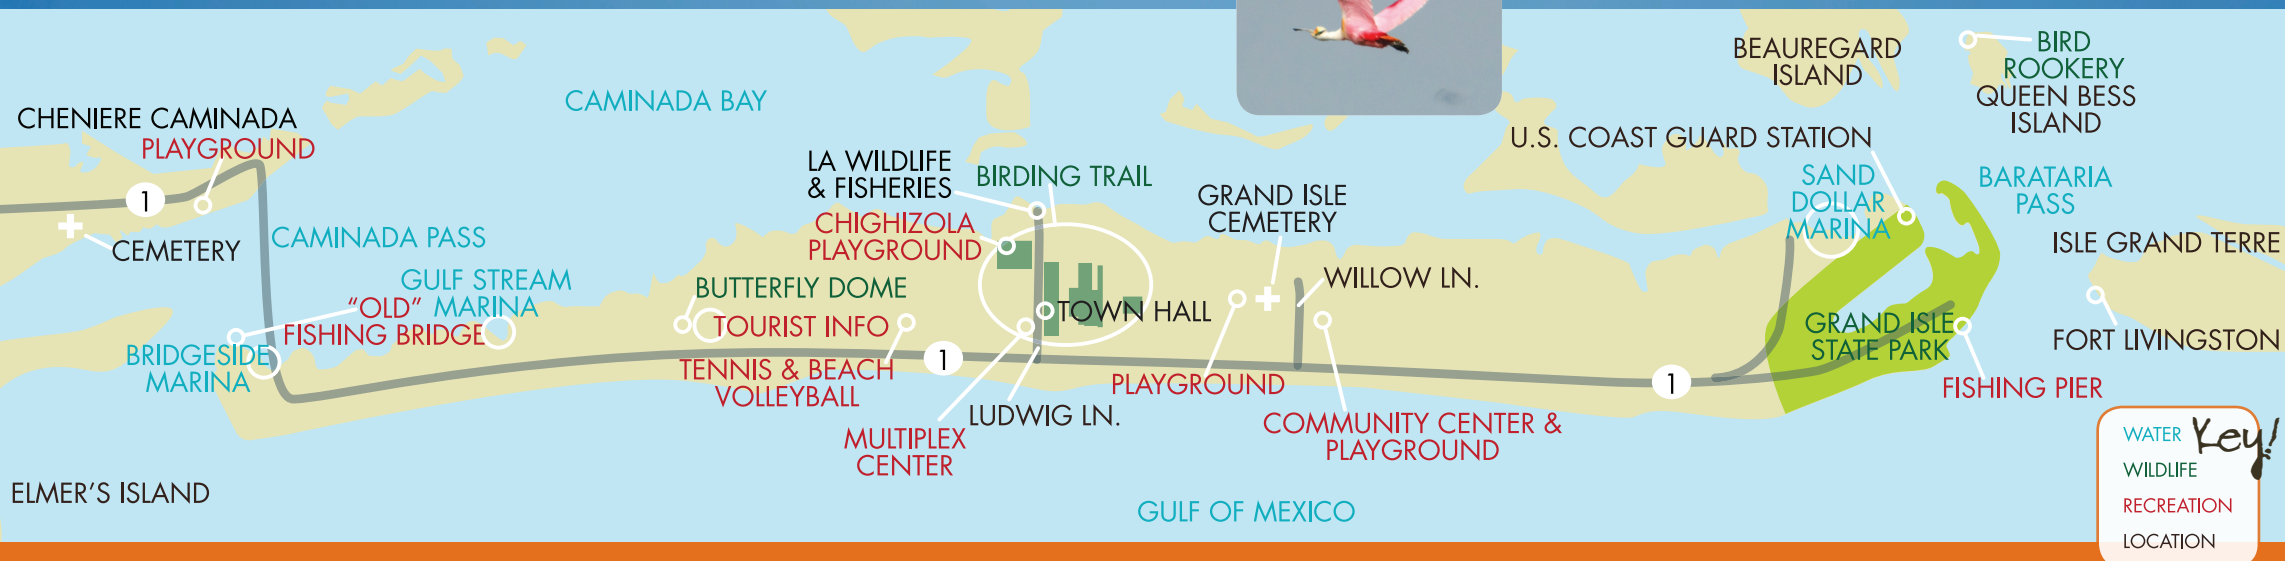 BEAUREGARD
ISLAND
BIRD
ROOKERY
QUEEN BESS
ISLAND
CAMINADA BAY
CHENIERE CAMINADA
PLAYGROUND
1
CEMETERY
CAMINADA PASS
GULF STREAM
MARINA
"OLD"
FISHING BRIDGE
BRIDGESIDE
MARINA
ELMER'S ISLAND
LA WILDLIFE
& FISHERIES
BIRDING TRAIL
CHIGHIZOLA
PLAYGROUND
BUTTERFLY DOME
TOURIST INFO
TENNIS & BEACH
VOLLEYBALL
1
TOWN HALL
LUDWIG LN.
MULTIPLEX
CENTER
GRAND ISLE
CEMETERY
WILLOW LN.
PLAYGROUND
COMMUNITY CENTER &
PLAYGROUND
GULF OF MEXICO
1
U.S. COAST GUARD STATION
SAND
DOLLAR
MARINA
BARATARIA
PASS
ISLE GRAND TERRE
GRAND ISLE
STATE PARK
FORT LIVINGSTON
FISHING PIER
Key!
WATER
WILDLIFE
RECREATION
LOCATION